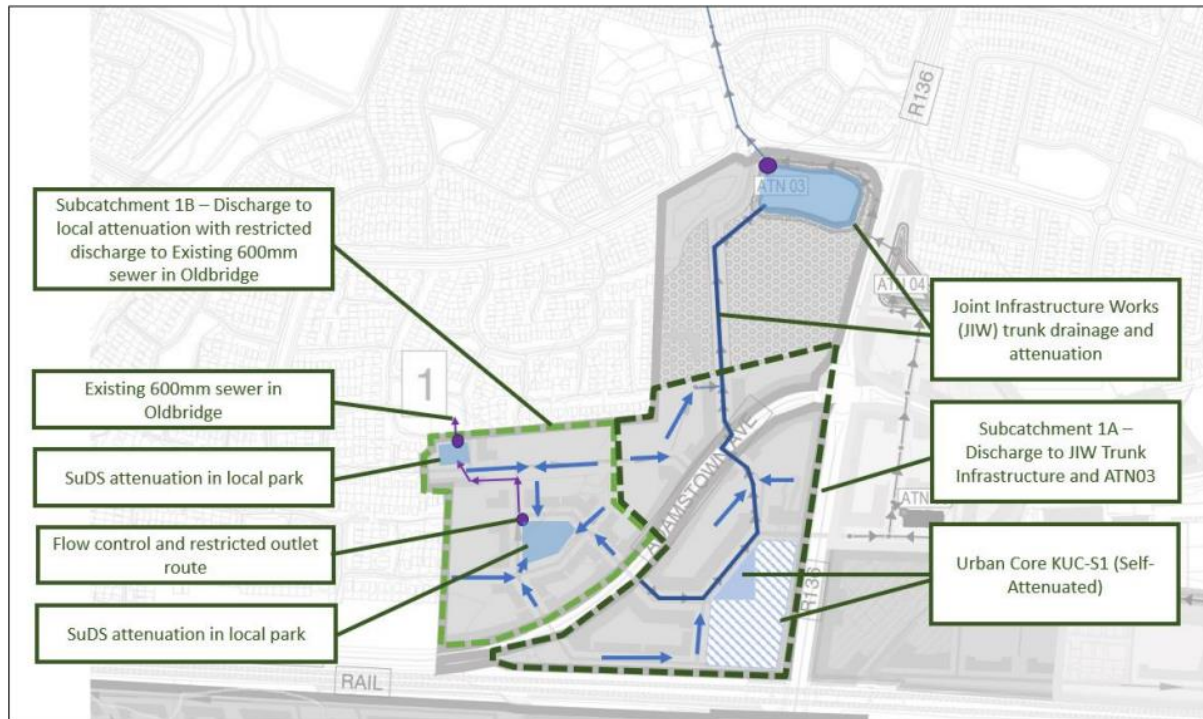 R136
ATN 03
Subcatchment 1B – Discharge to
local attenuation with restricted
discharge to Existing 600mm
sewer in Oldbridge
ATN 04
Joint Infrastructure Works
(JIW) trunk drainage and
attenuation
Existing 600mm sewer in
Oldbridge
1
Subcatchment 1A –
Discharge to JIW Trunk
Infrastructure and ATN03
SuDS attenuation in local park
AMSTOWN AVE
ATN
Flow control and restricted outlet
route
Urban Core KUC-S1 (Self-
Attenuated)
R136
SuDS attenuation in local park
RAIL